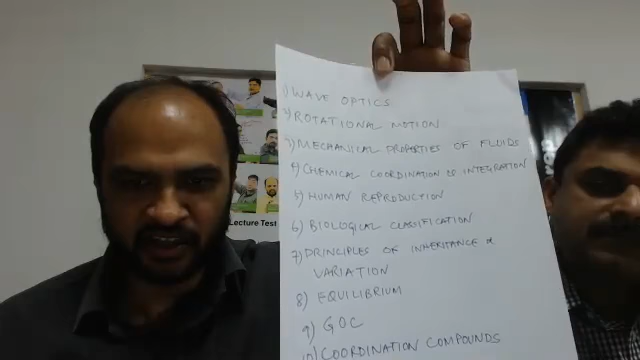 1) WAVE OPTICS
2) ROTATIONAL MOTION
3) MECHANICAL PROPERTIES OF FLUIDS
4) CHEMICAL COORDINATION & INTEGRATION
5) HUMAN REPRODUCTION
6) BIOLOGICAL CLASSIFICATION
7) PRINCIPLES OF INHERITANCE &
VARIATION
8) EQUILIBRIUM
9) GOC
10) COORDINATION COMPOUNDS
Lecture Test